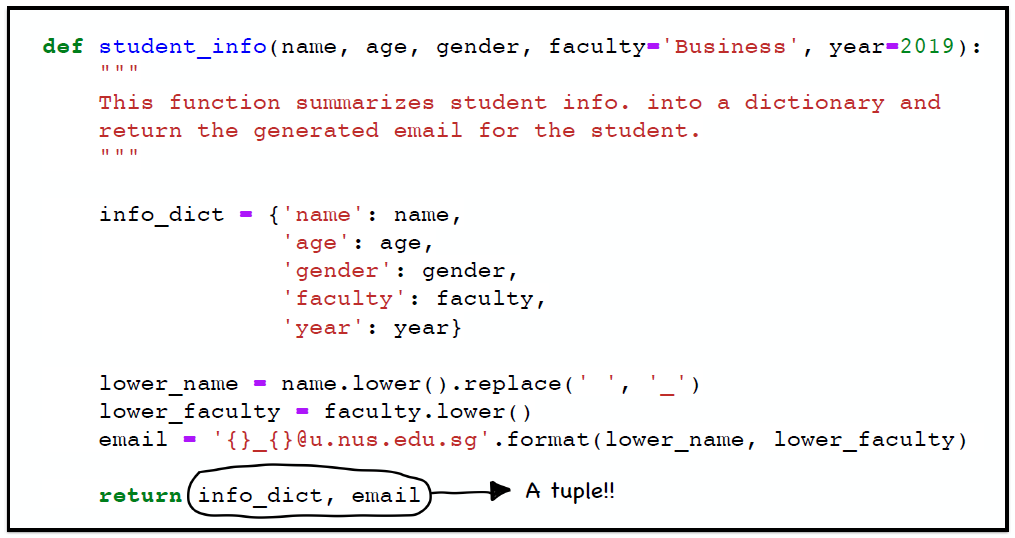 def student_info(name, age, gender, faculty='Business', year=2019):
    """
    This function summarizes student info. into a dictionary and
    return the generated email for the student.
    """

    info_dict = {'name': name,
                 'age': age,
                 'gender': gender,
                 'faculty': faculty,
                 'year': year}

    lower_name = name.lower().replace(' ', '_')
    lower_faculty = faculty.lower()
    email = '{}_{}@u.nus.edu.sg'.format(lower_name, lower_faculty)

    return info_dict, email A tuple!!